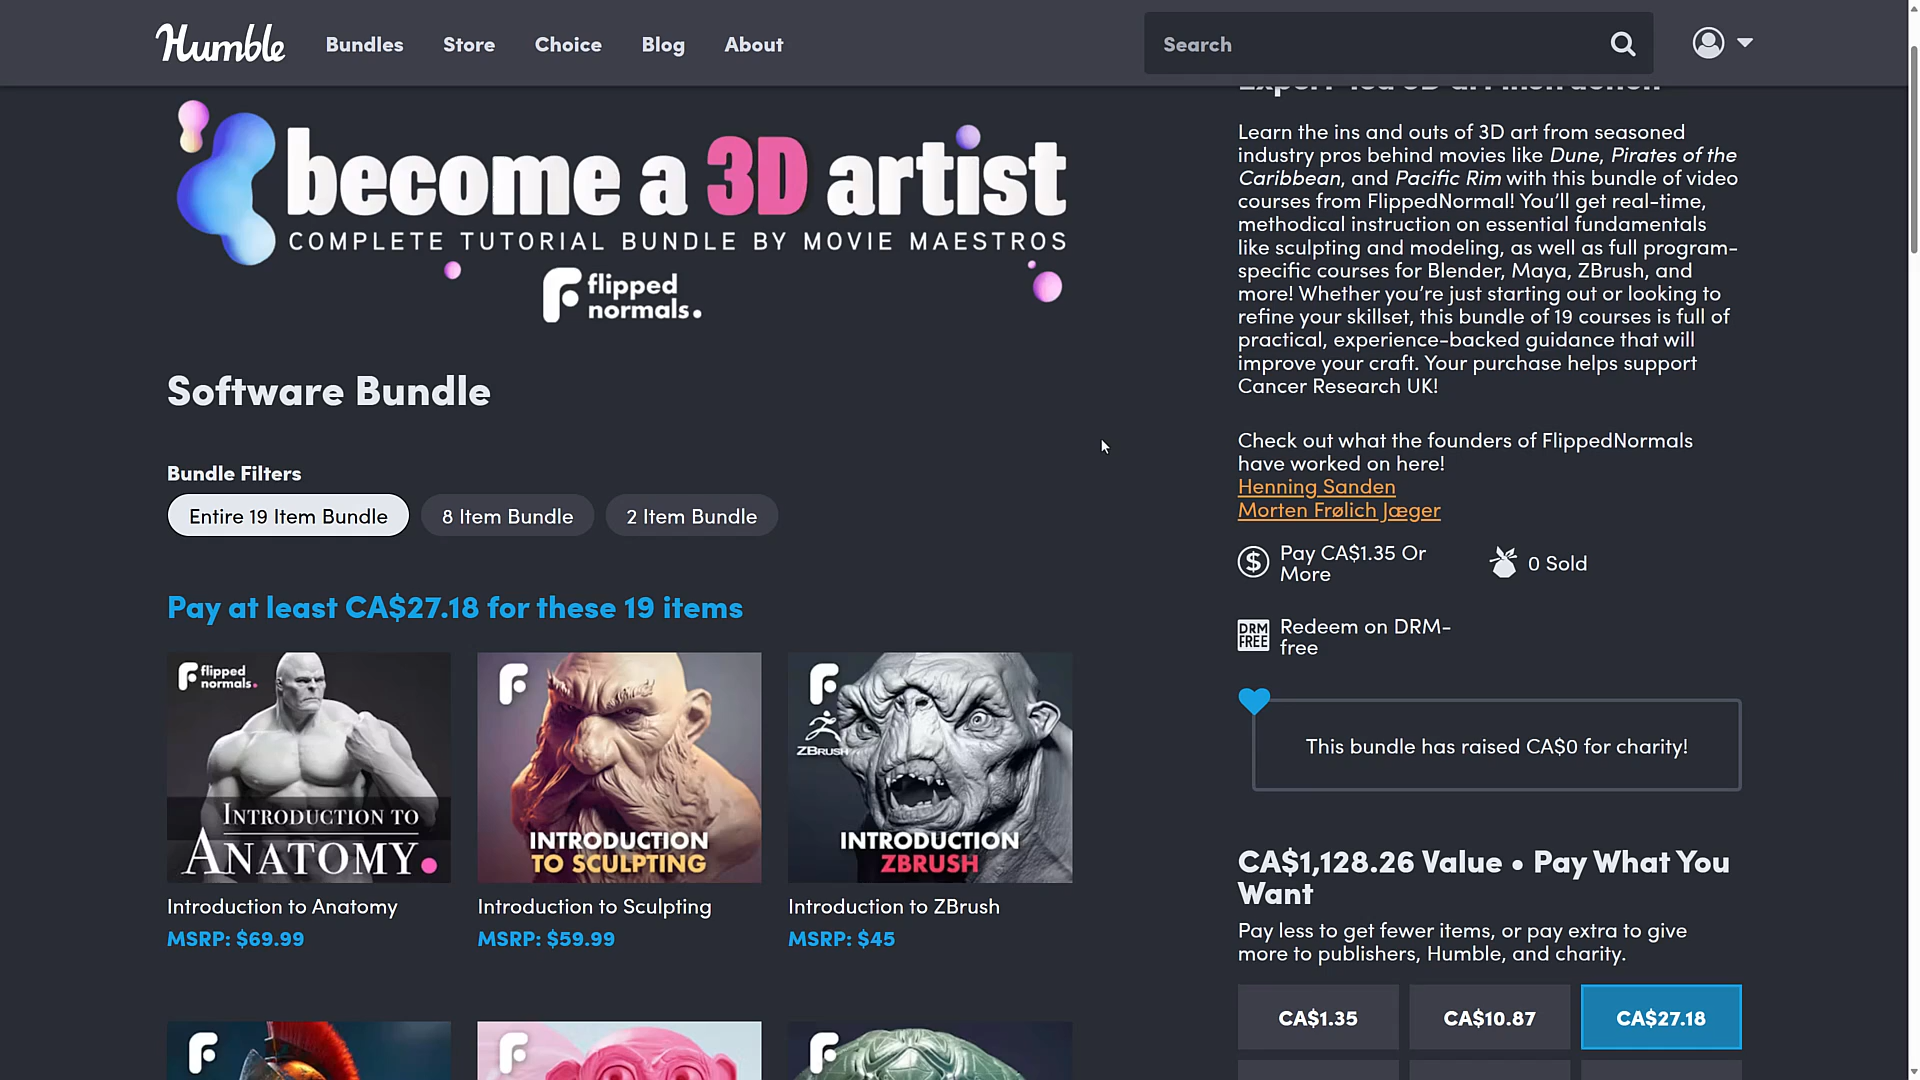 Humble
Bundles
Store
Choice
Blog
About
Search
become a 3D artist
COMPLETE TUTORIAL BUNDLE BY MOVIE MAESTROS
flipped
normals.
Software Bundle
Bundle Filters
Entire 19 Item Bundle
8 Item Bundle
2 Item Bundle
Pay at least CA$27.18 for these 19 items
flipped
normals.
INTRODUCTION TO
ANATOMY
Introduction to Anatomy
MSRP: $69.99
INTRODUCTION
TO SCULPTING
Introduction to Sculpting
MSRP: $59.99
ZBRUSH
INTRODUCTION
ZBRUSH
Introduction to ZBrush
MSRP: $45
Expert-led 3D art instruction
Learn the ins and outs of 3D art from seasoned
industry pros behind movies like Dune, Pirates of the
Caribbean, and Pacific Rim with this bundle of video
courses from FlippedNormal! You’ll get real-time,
methodical instruction on essential fundamentals
like sculpting and modeling, as well as full program-
specific courses for Blender, Maya, ZBrush, and
more! Whether you’re just starting out or looking to
refine your skillset, this bundle of 19 courses is full of
practical, experience-backed guidance that will
improve your craft. Your purchase helps support
Cancer Research UK!
Check out what the founders of FlippedNormals
have worked on here!
Henning Sanden
Morten Frølich Jæger
Pay CA$1.35 Or
More
0 Sold
DRM
FREE
Redeem on DRM-
free
This bundle has raised CA$0 for charity!
CA$1,128.26 Value • Pay What You
Want
Pay less to get fewer items, or pay extra to give
more to publishers, Humble, and charity.
CA$1.35
CA$10.87
CA$27.18